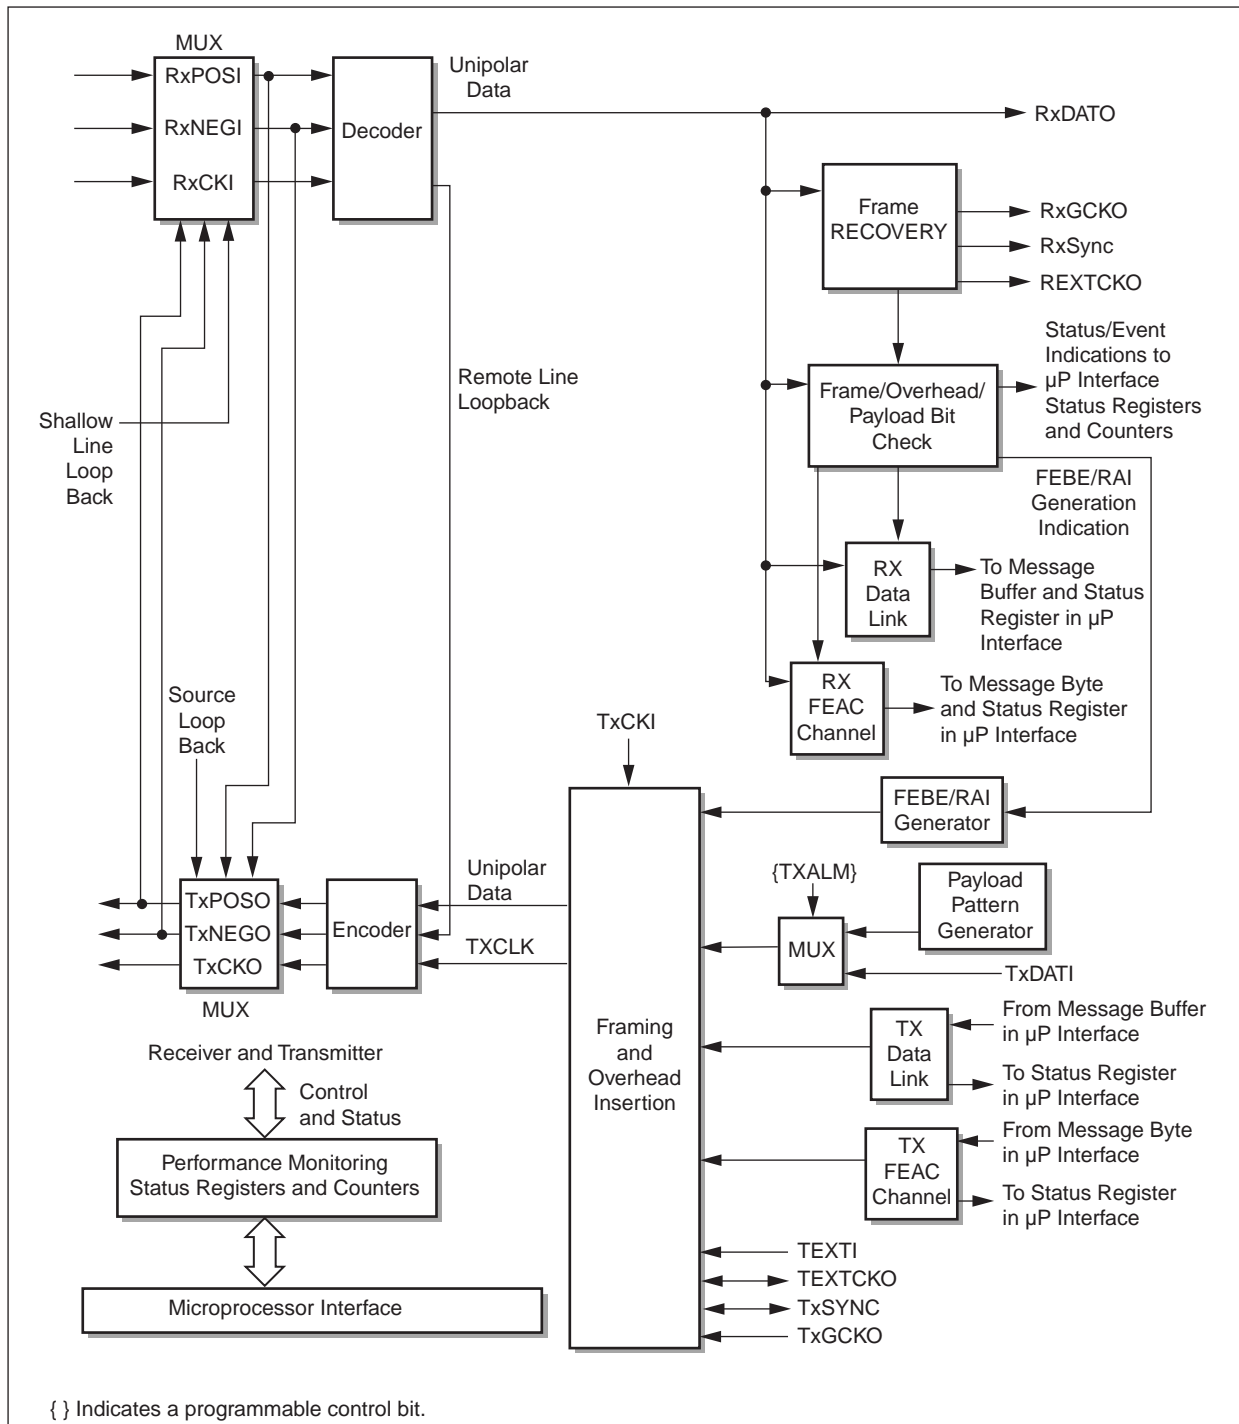 MUX
RxPOSI
RxNEGI
RxCKI
Decoder
Unipolar
Data
RxDATO
Frame
RECOVERY
RxGCKO
RxSync
REXTCKO
Status/Event
Indications to
µP Interface
Status Registers
and Counters
Frame/Overhead/
Payload Bit
Check
Remote Line
Loopback
Shallow
Line
Loop
Back
FEBE/RAI
Generation
Indication
RX
Data
Link
To Message
Buffer and Status
Register in µP
Interface
RX
FEAC
Channel
To Message Byte
and Status Register
in µP Interface
Source
Loop
Back
TxCKI
FEBE/RAI
Generator
Unipolar
Data
{TXALM}
Payload
Pattern
Generator
TxPOSO
TxNEGO
TxCKO
MUX
Encoder
TXCLK
MUX
TxDATI
Framing
and
Overhead
Insertion
TX
Data
Link
From Message Buffer
in µP Interface
To Status Register
in µP Interface
TX
FEAC
Channel
From Message Byte
in µP Interface
To Status Register
in µP Interface
Receiver and Transmitter
Control
and Status
Performance Monitoring
Status Registers and Counters
Microprocessor Interface
TEXTI
TEXTCKO
TxSYNC
TxGCKO
{ } Indicates a programmable control bit.